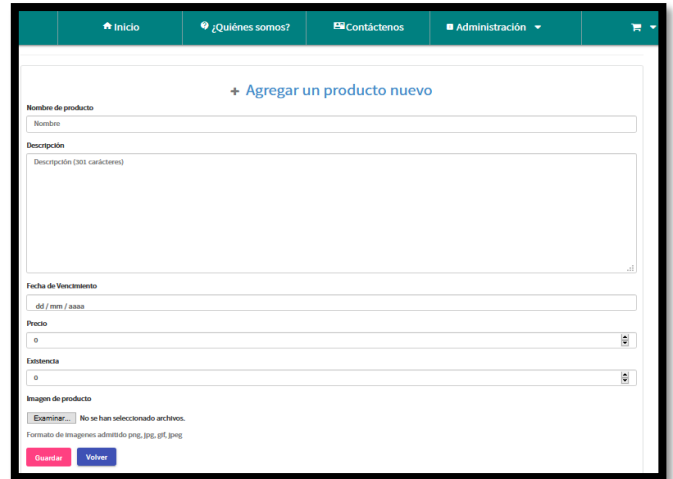 Inicio ¿Quiénes somos? Contáctenos Administración
+ Agregar un producto nuevo
Nombre de producto
Nombre
Descripción
Descripción (301 carácteres)
Fecha de Vencimiento
dd / mm / aaaa
Precio
0
Existencia
0
Imagen de producto
Examinar... No se han seleccionado archivos.
Formato de imagenes admitido png, jpg, gif, jpeg
Guardar Volver